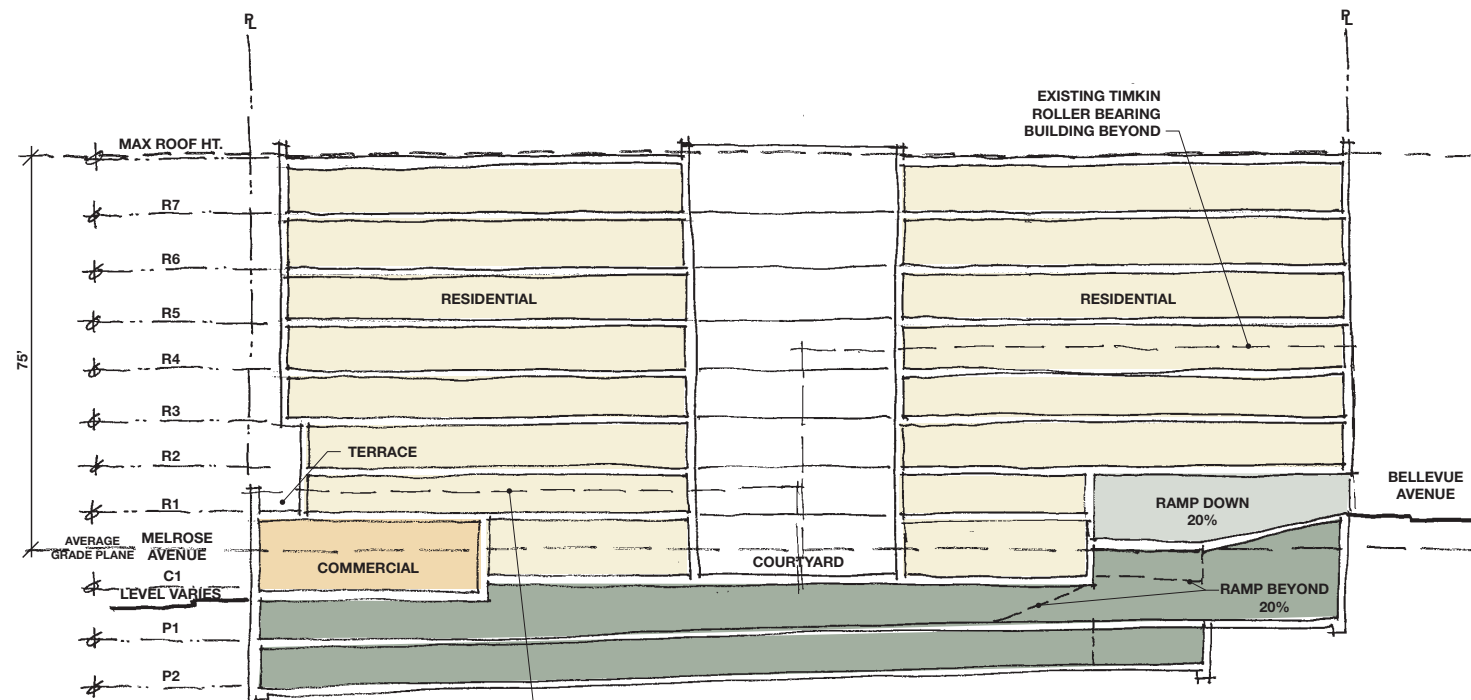 PL
PL
EXISTING TIMKIN
ROLLER BEARING
BUILDING BEYOND
MAX ROOF HT.
R7
R6
RESIDENTIAL
RESIDENTIAL
R5
R4
75'
R3
R2
TERRACE
R1
BELLEVUE
AVENUE
RAMP DOWN
20%
AVERAGE
GRADE PLANE
MELROSE
AVENUE
COMMERCIAL
COURTYARD
C1
LEVEL VARIES
RAMP BEYOND
20%
P1
P2